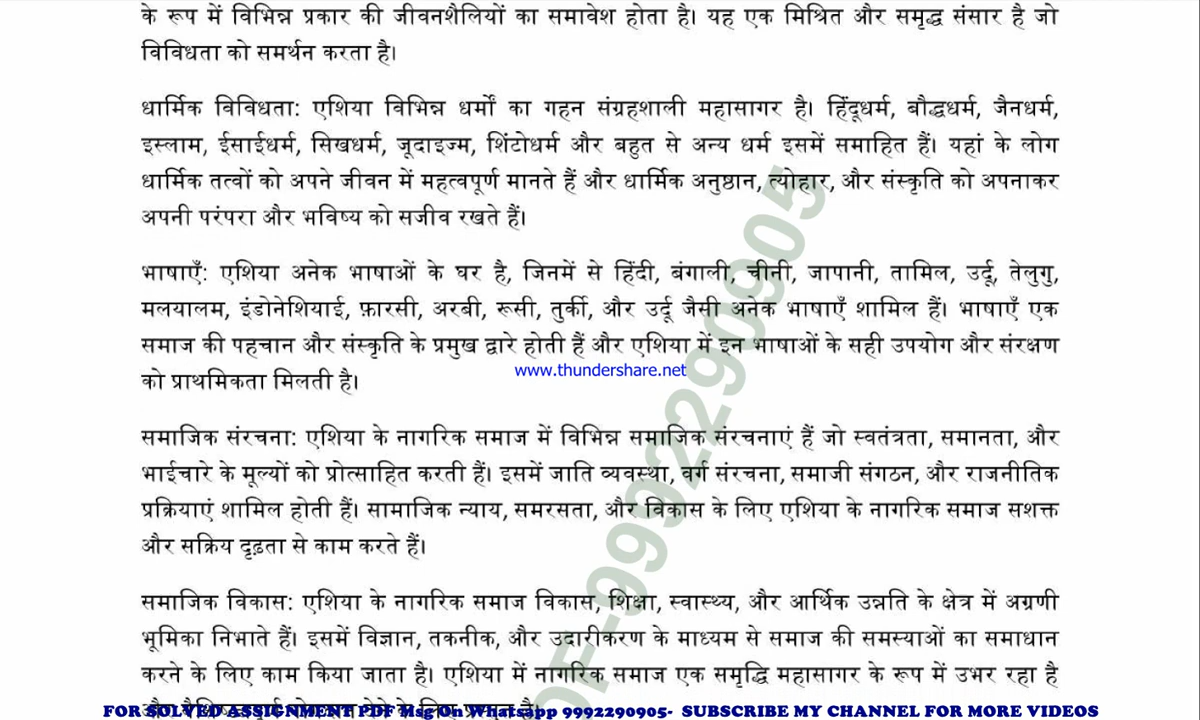 के रूप में विभिन्न प्रकार की जीवनशैलियों का समावेश होता है। यह एक मिश्रित और समृद्ध संसार है जो
विविधता को समर्थन करता है।
धार्मिक विविधता: एशिया विभिन्न धर्मों का गहन संग्रहशाली महासागर है। हिंदूधर्म, बौद्धधर्म, जैनधर्म,
इस्लाम, ईसाईधर्म, सिखधर्म, जूदाइज्म, शिंटोधर्म और बहुत से अन्य धर्म इसमें समाहित हैं। यहां के लोग
धार्मिक तत्वों को अपने जीवन में महत्वपूर्ण मानते हैं और धार्मिक अनुष्ठान, त्योहार, और संस्कृति को अपनाकर
अपनी परंपरा और भविष्य को सजीव रखते हैं।
भाषाएँ: एशिया अनेक भाषाओं के घर है, जिनमें से हिंदी, बंगाली, चीनी, जापानी, तामिल, उर्दू, तेलुगु,
मलयालम, इंडोनेशियाई, फ़ारसी, अरबी, रूसी, तुर्की, और उर्दू जैसी अनेक भाषाएँ शामिल हैं। भाषाएँ एक
समाज की पहचान और संस्कृति के प्रमुख द्वारे होती हैं और एशिया में इन भाषाओं के सही उपयोग और संरक्षण
www.thundershare.net
को प्राथमिकता मिलती है।
समाजिक संरचना: एशिया के नागरिक समाज में विभिन्न समाजिक संरचनाएं हैं जो स्वतंत्रता, समानता, और
भाईचारे के मूल्यों को प्रोत्साहित करती हैं। इसमें जाति व्यवस्था, वर्ग संरचना, समाजी संगठन, और राजनीतिक
प्रक्रियाएं शामिल होती हैं। सामाजिक न्याय, समरसता, और विकास के लिए एशिया के नागरिक समाज सशक्त
और सक्रिय दृढ़ता से काम करते हैं।
समाजिक विकास: एशिया के नागरिक समाज विकास, शिक्षा, स्वास्थ्य, और आर्थिक उन्नति के क्षेत्र में अग्रणी
भूमिका निभाते हैं। इसमें विज्ञान, तकनीक, और उदारीकरण के माध्यम से समाज की समस्याओं का समाधान
करने के लिए काम किया जाता है। एशिया में नागरिक समाज एक समृद्धि महासागर के रूप में उभर रहा है
DF-9992290905
FOR SOLVED ASSIGNMENT PDF Msg On Whatsapp 9992290905- SUBSCRIBE MY CHANNEL FOR MORE VIDEOS